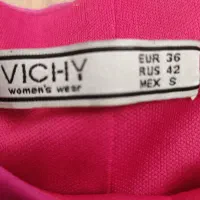 VICHY
women's wear
EUR 36
RUS 42
MEX S